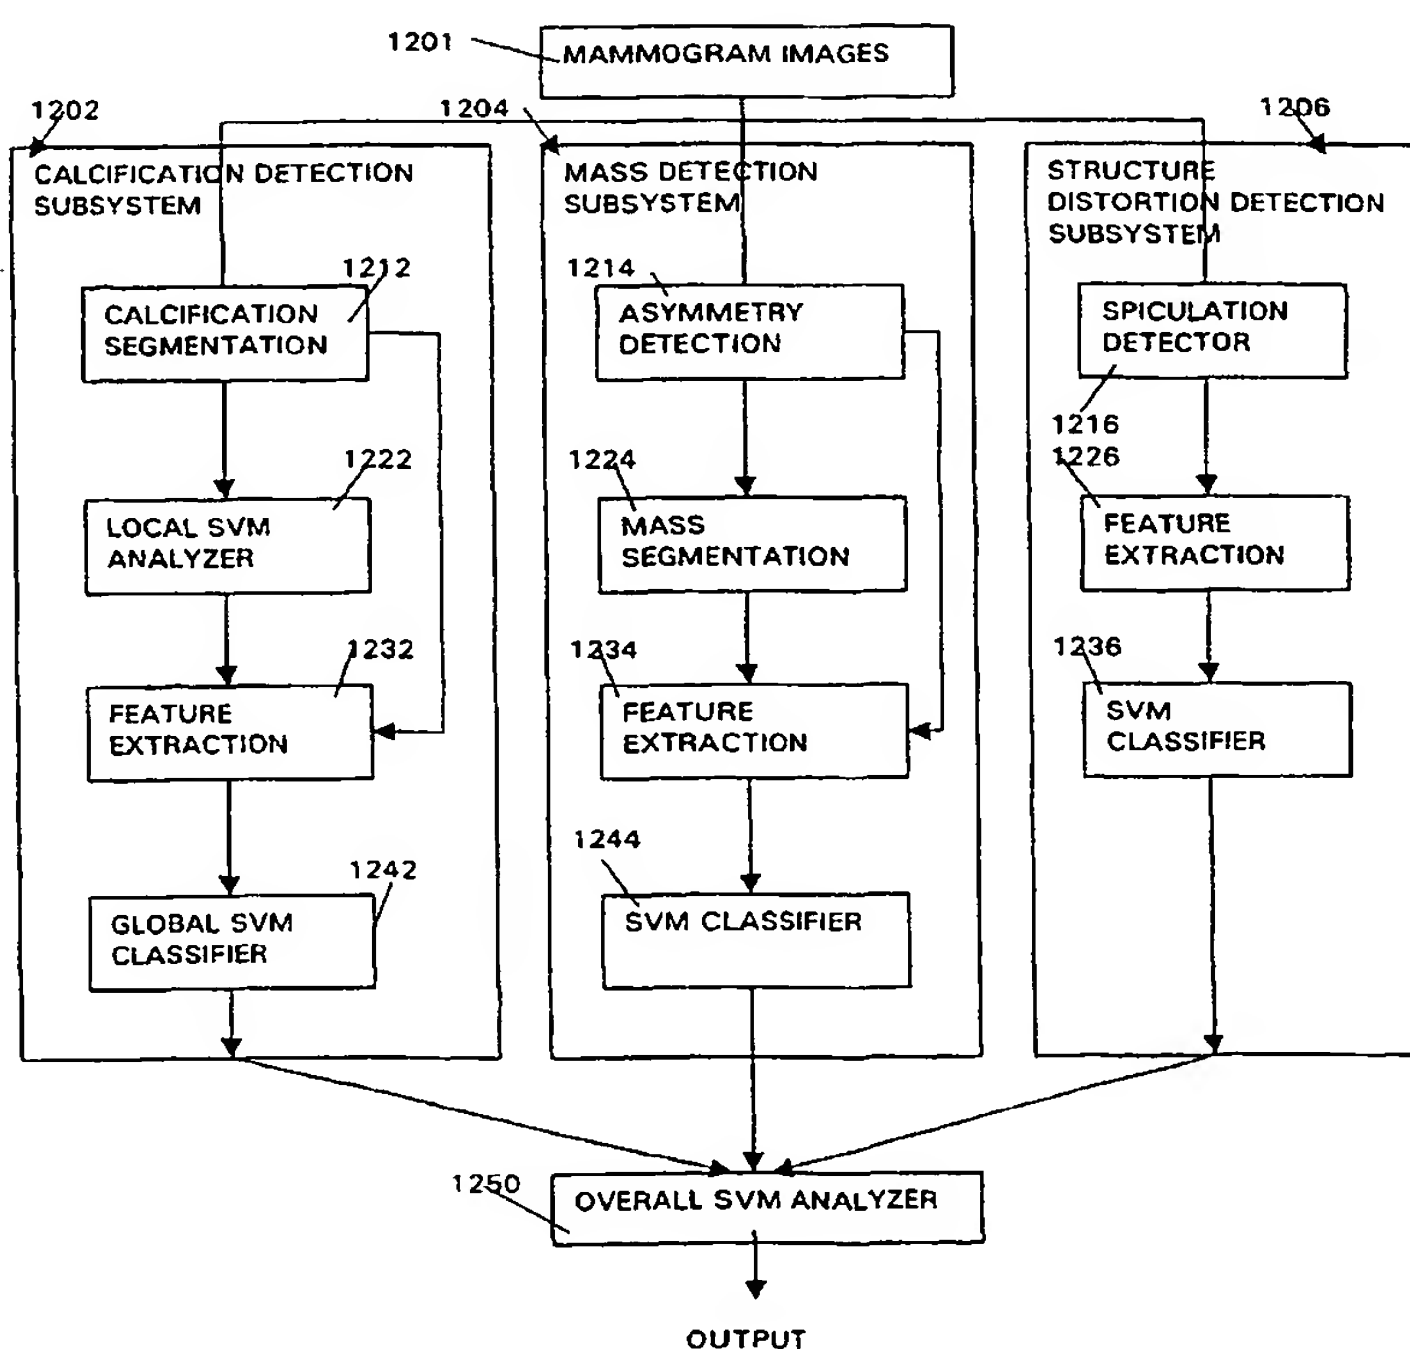 1201
MAMMOGRAM IMAGES
1202
1204
1206
CALCIFICATION DETECTION
SUBSYSTEM
MASS DETECTION
SUBSYSTEM
STRUCTURE
DISTORTION DETECTION
SUBSYSTEM
1212
CALCIFICATION
SEGMENTATION
1214
ASYMMETRY
DETECTION
SPICULATION
DETECTOR
1216
1222
LOCAL SVM
ANALYZER
1224
MASS
SEGMENTATION
1226
FEATURE
EXTRACTION
1232
FEATURE
EXTRACTION
1234
FEATURE
EXTRACTION
1236
SVM
CLASSIFIER
1242
GLOBAL SVM
CLASSIFIER
1244
SVM CLASSIFIER
1250
OVERALL SVM ANALYZER
OUTPUT